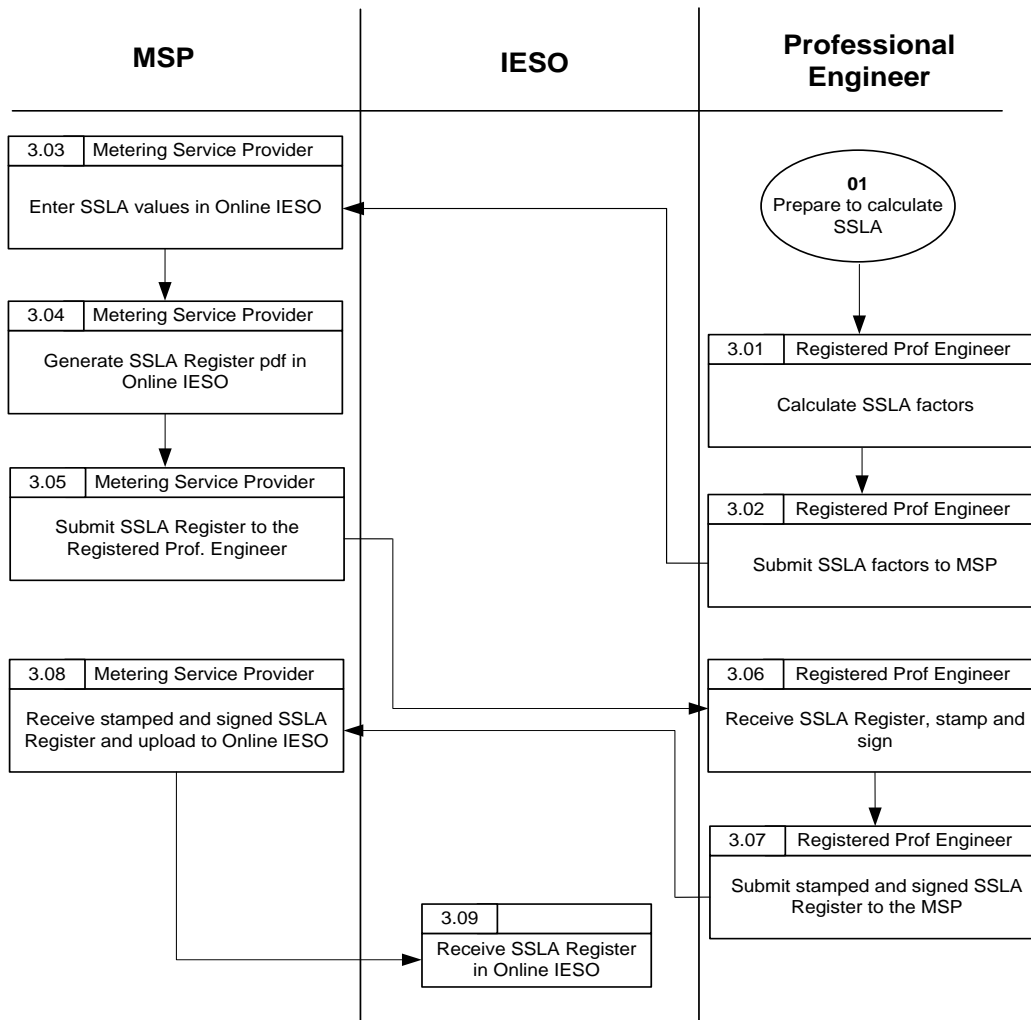 MSP
IESO
Professional
Engineer
3.03 Metering Service Provider
Enter SSLA values in Online IESO
01
Prepare to calculate
SSLA
3.04 Metering Service Provider
Generate SSLA Register pdf in
Online IESO
3.01 Registered Prof Engineer
Calculate SSLA factors
3.05 Metering Service Provider
Submit SSLA Register to the
Registered Prof. Engineer
3.02 Registered Prof Engineer
Submit SSLA factors to MSP
3.08 Metering Service Provider
Receive stamped and signed SSLA
Register and upload to Online IESO
3.06 Registered Prof Engineer
Receive SSLA Register, stamp and
sign
3.07 Registered Prof Engineer
Submit stamped and signed SSLA
Register to the MSP
3.09
Receive SSLA Register
in Online IESO